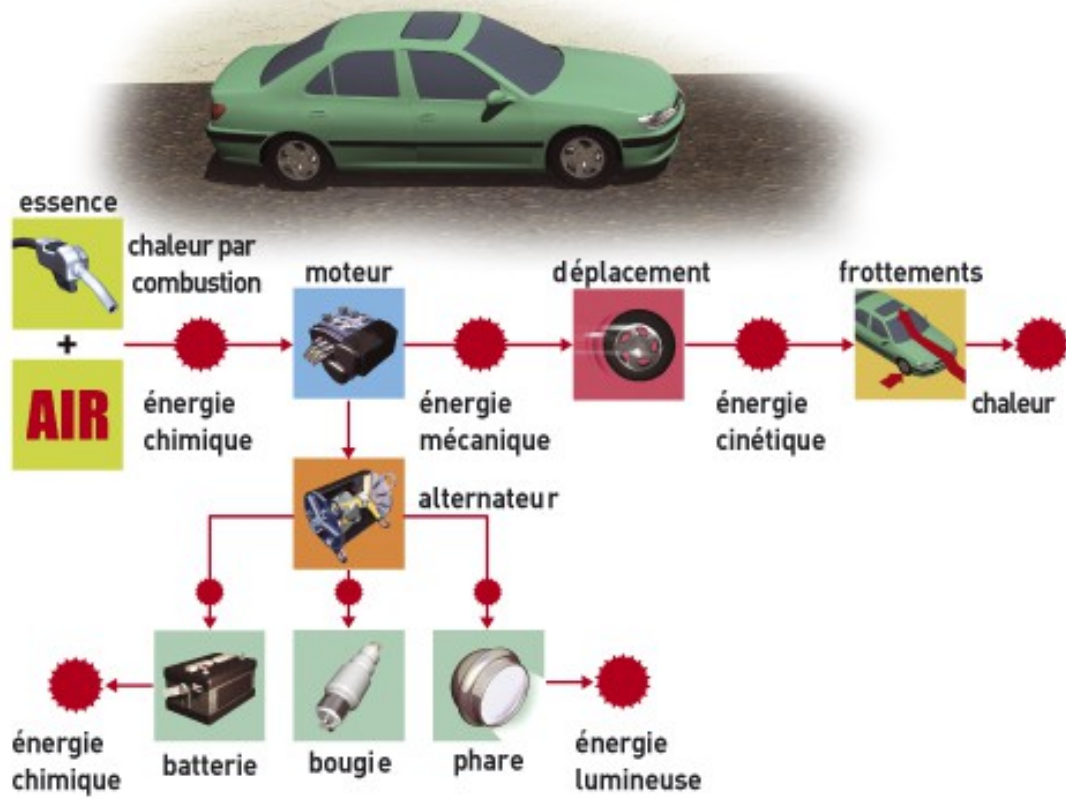 essence
chaleur par
combustion
+
AIR
énergie
chimique
moteur
énergie
mécanique
déplacement
énergie
cinétique
frottements
chaleur
alternateur
énergie
chimique
batterie
bougie
phare
énergie
lumineuse